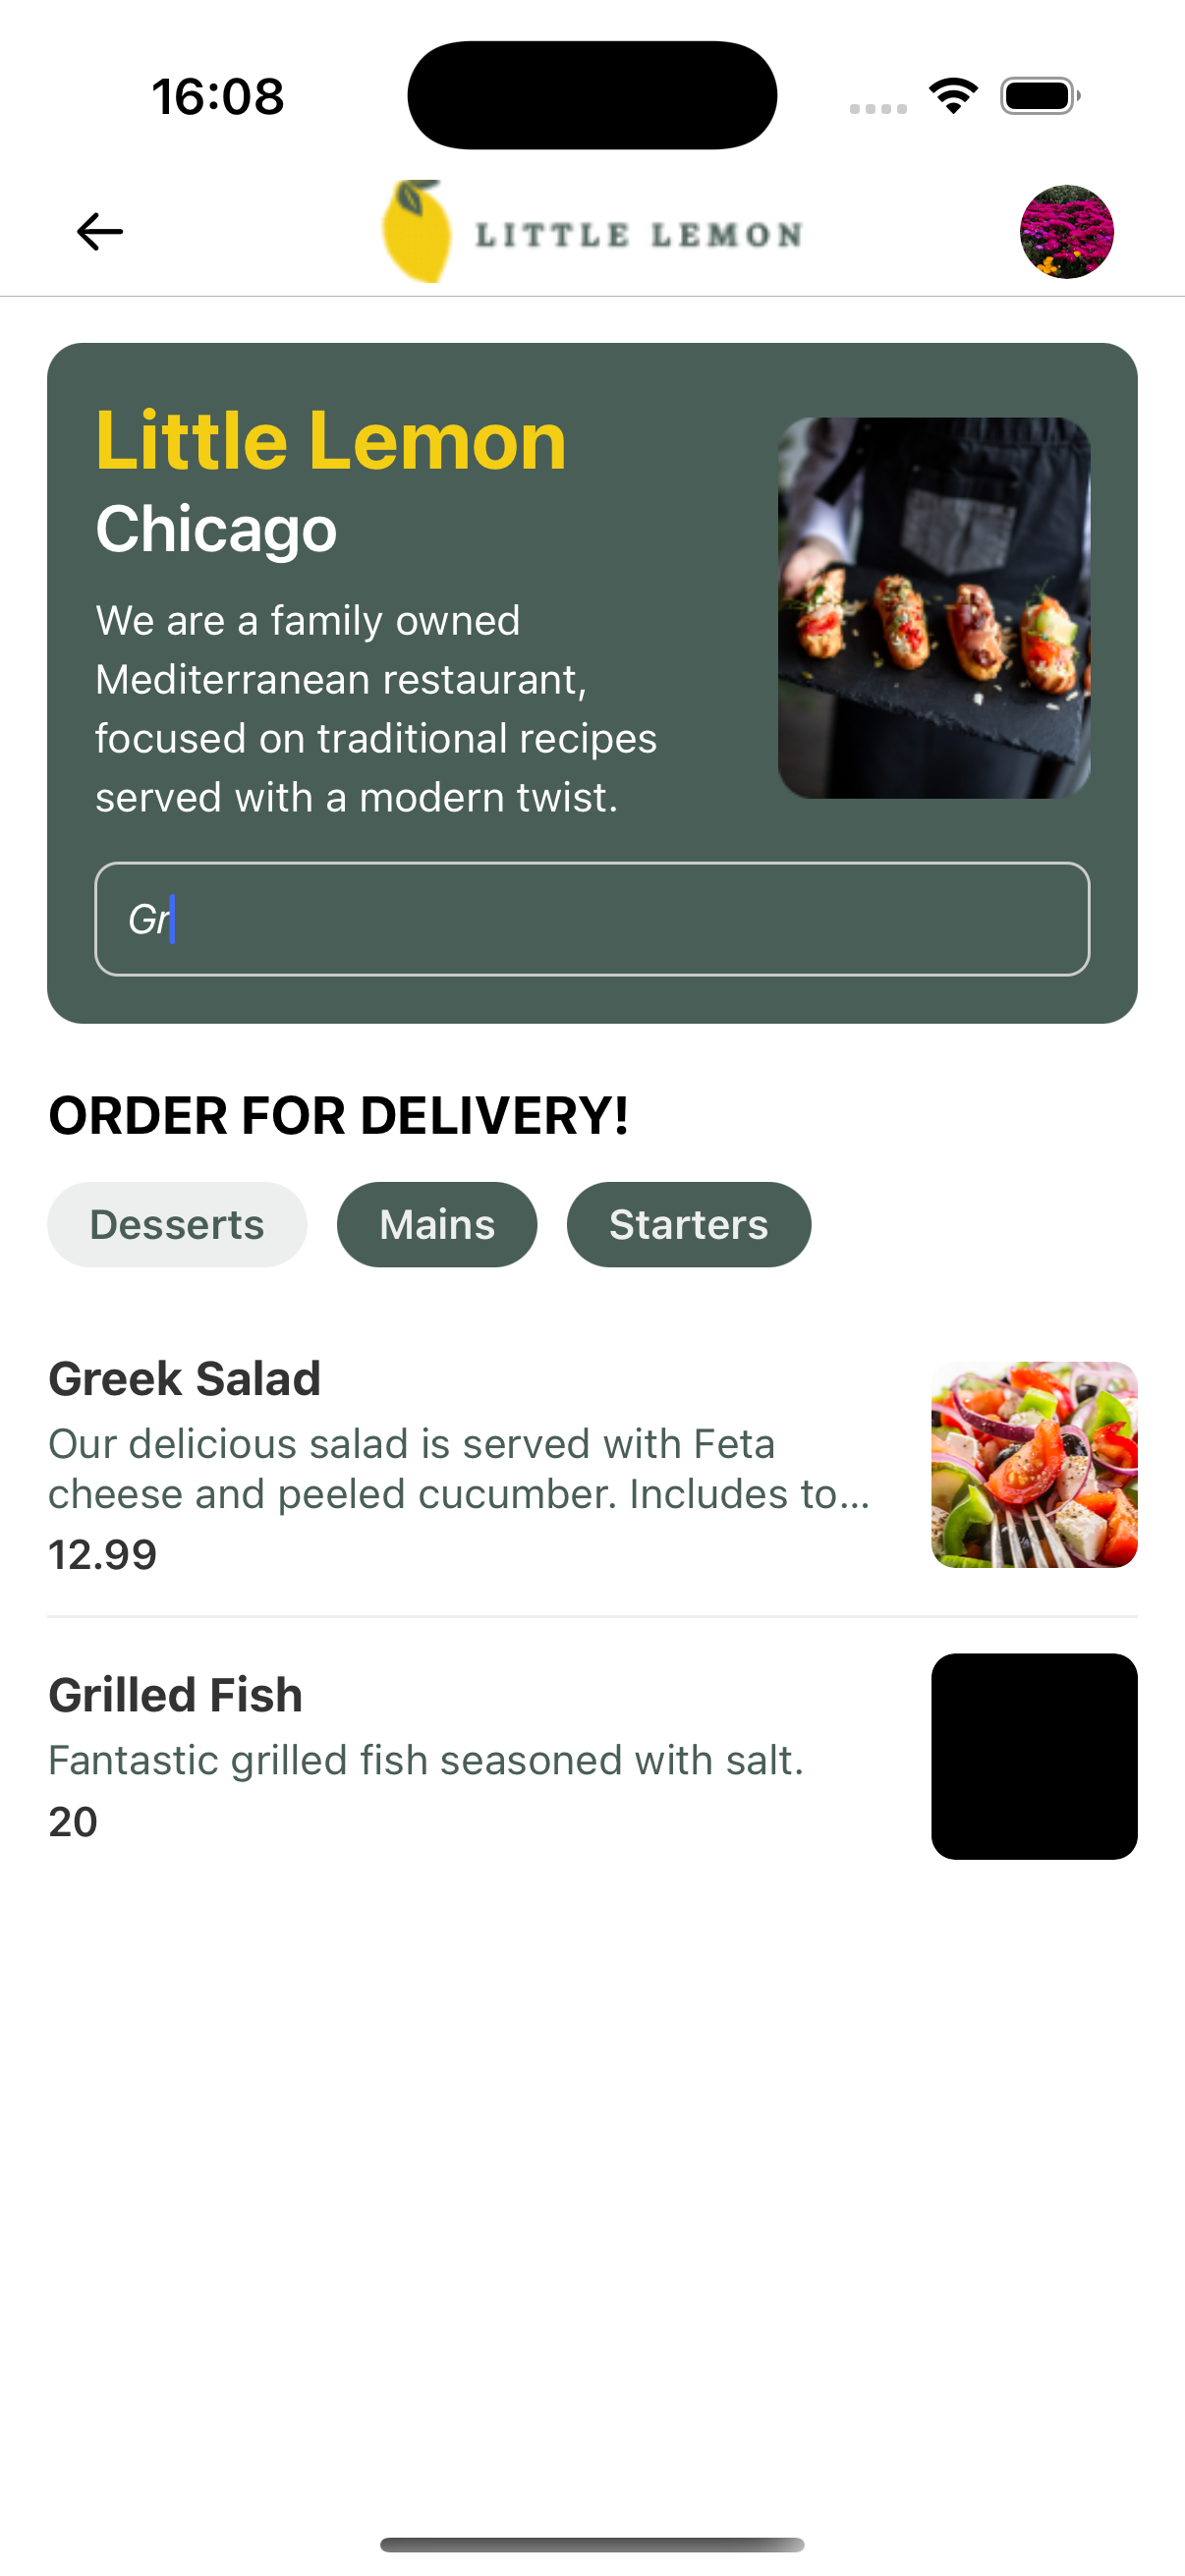 16:08
LITTLE LEMON
Little Lemon
Chicago
We are a family owned
Mediterranean restaurant,
focused on traditional recipes
served with a modern twist.
Gr
ORDER FOR DELIVERY!
Desserts Mains Starters
Greek Salad
Our delicious salad is served with Feta
cheese and peeled cucumber. Includes to...
12.99
Grilled Fish
Fantastic grilled fish seasoned with salt.
20